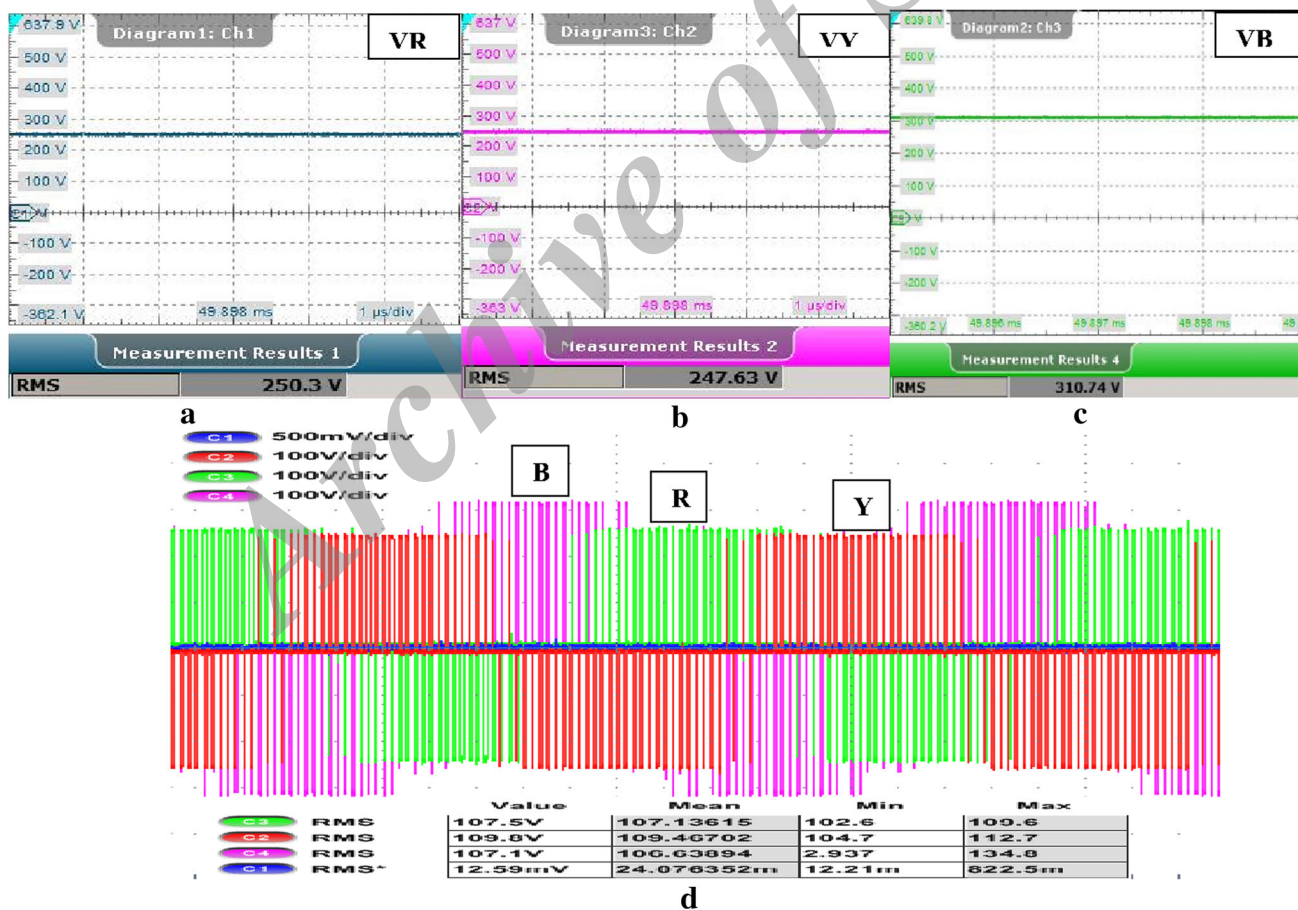 637.9 V
Diagram1: Ch1
VR
500 V
400 V
300 V
200 V
100 V
-100 V
-200 V
-362.1 V
49.898 ms
1 µs/div
Measurement Results 1
RMS
250.3 V
a
637 V
Diagram3: Ch2
VY
500 V
400 V
300 V
200 V
100 V
-100 V
-200 V
-363 V
49.898 ms
1 µs/div
Measurement Results 2
RMS
247.63 V
b
639.8 V
Diagram2: Ch3
VB
500 V
400 V
300 V
200 V
100 V
-100 V
-200 V
-360.2 V
49.896 ms
49.897 ms
49.898 ms
49
Measurement Results 4
RMS
310.74 V
c
C1 500mV/div
C2 100V/div
C3 100V/div
C4 100V/div
B
R
Y
Value Mean Min Max
C3 RMS 107.5V 107.13615 102.6 109.6
C2 RMS 109.8V 109.46702 104.7 112.7
C4 RMS 107.1V 106.63894 2.937 134.8
C1 RMS* 12.59mV 24.076352m 12.21m 822.5m
d
Archive of